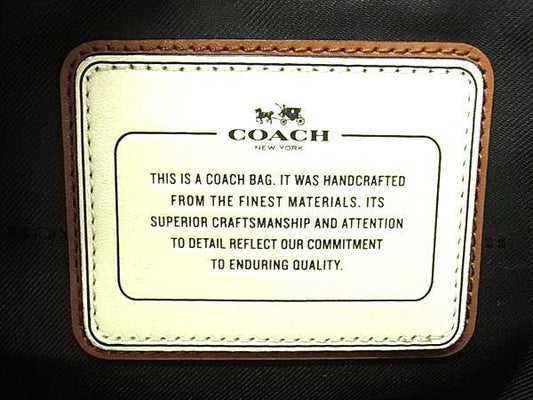 COACH
NEW YORK
THIS IS A COACH BAG. IT WAS HANDCRAFTED
FROM THE FINEST MATERIALS. ITS
SUPERIOR CRAFTSMANSHIP AND ATTENTION
TO DETAIL REFLECT OUR COMMITMENT
TO ENDURING QUALITY.